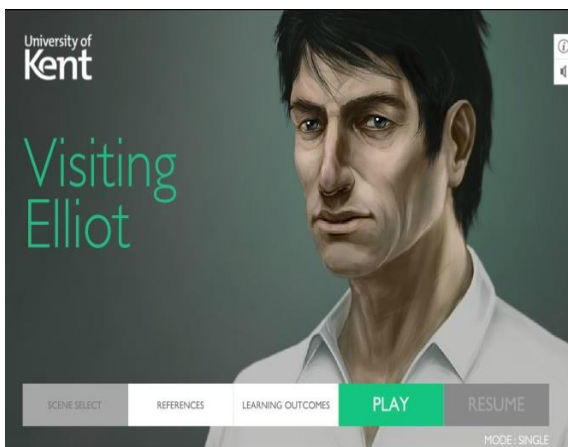 University of
Kent
Visiting
Elliot
SCENE SELECT
REFERENCES
LEARNING OUTCOMES
PLAY
RESUME
MODE: SINGLE